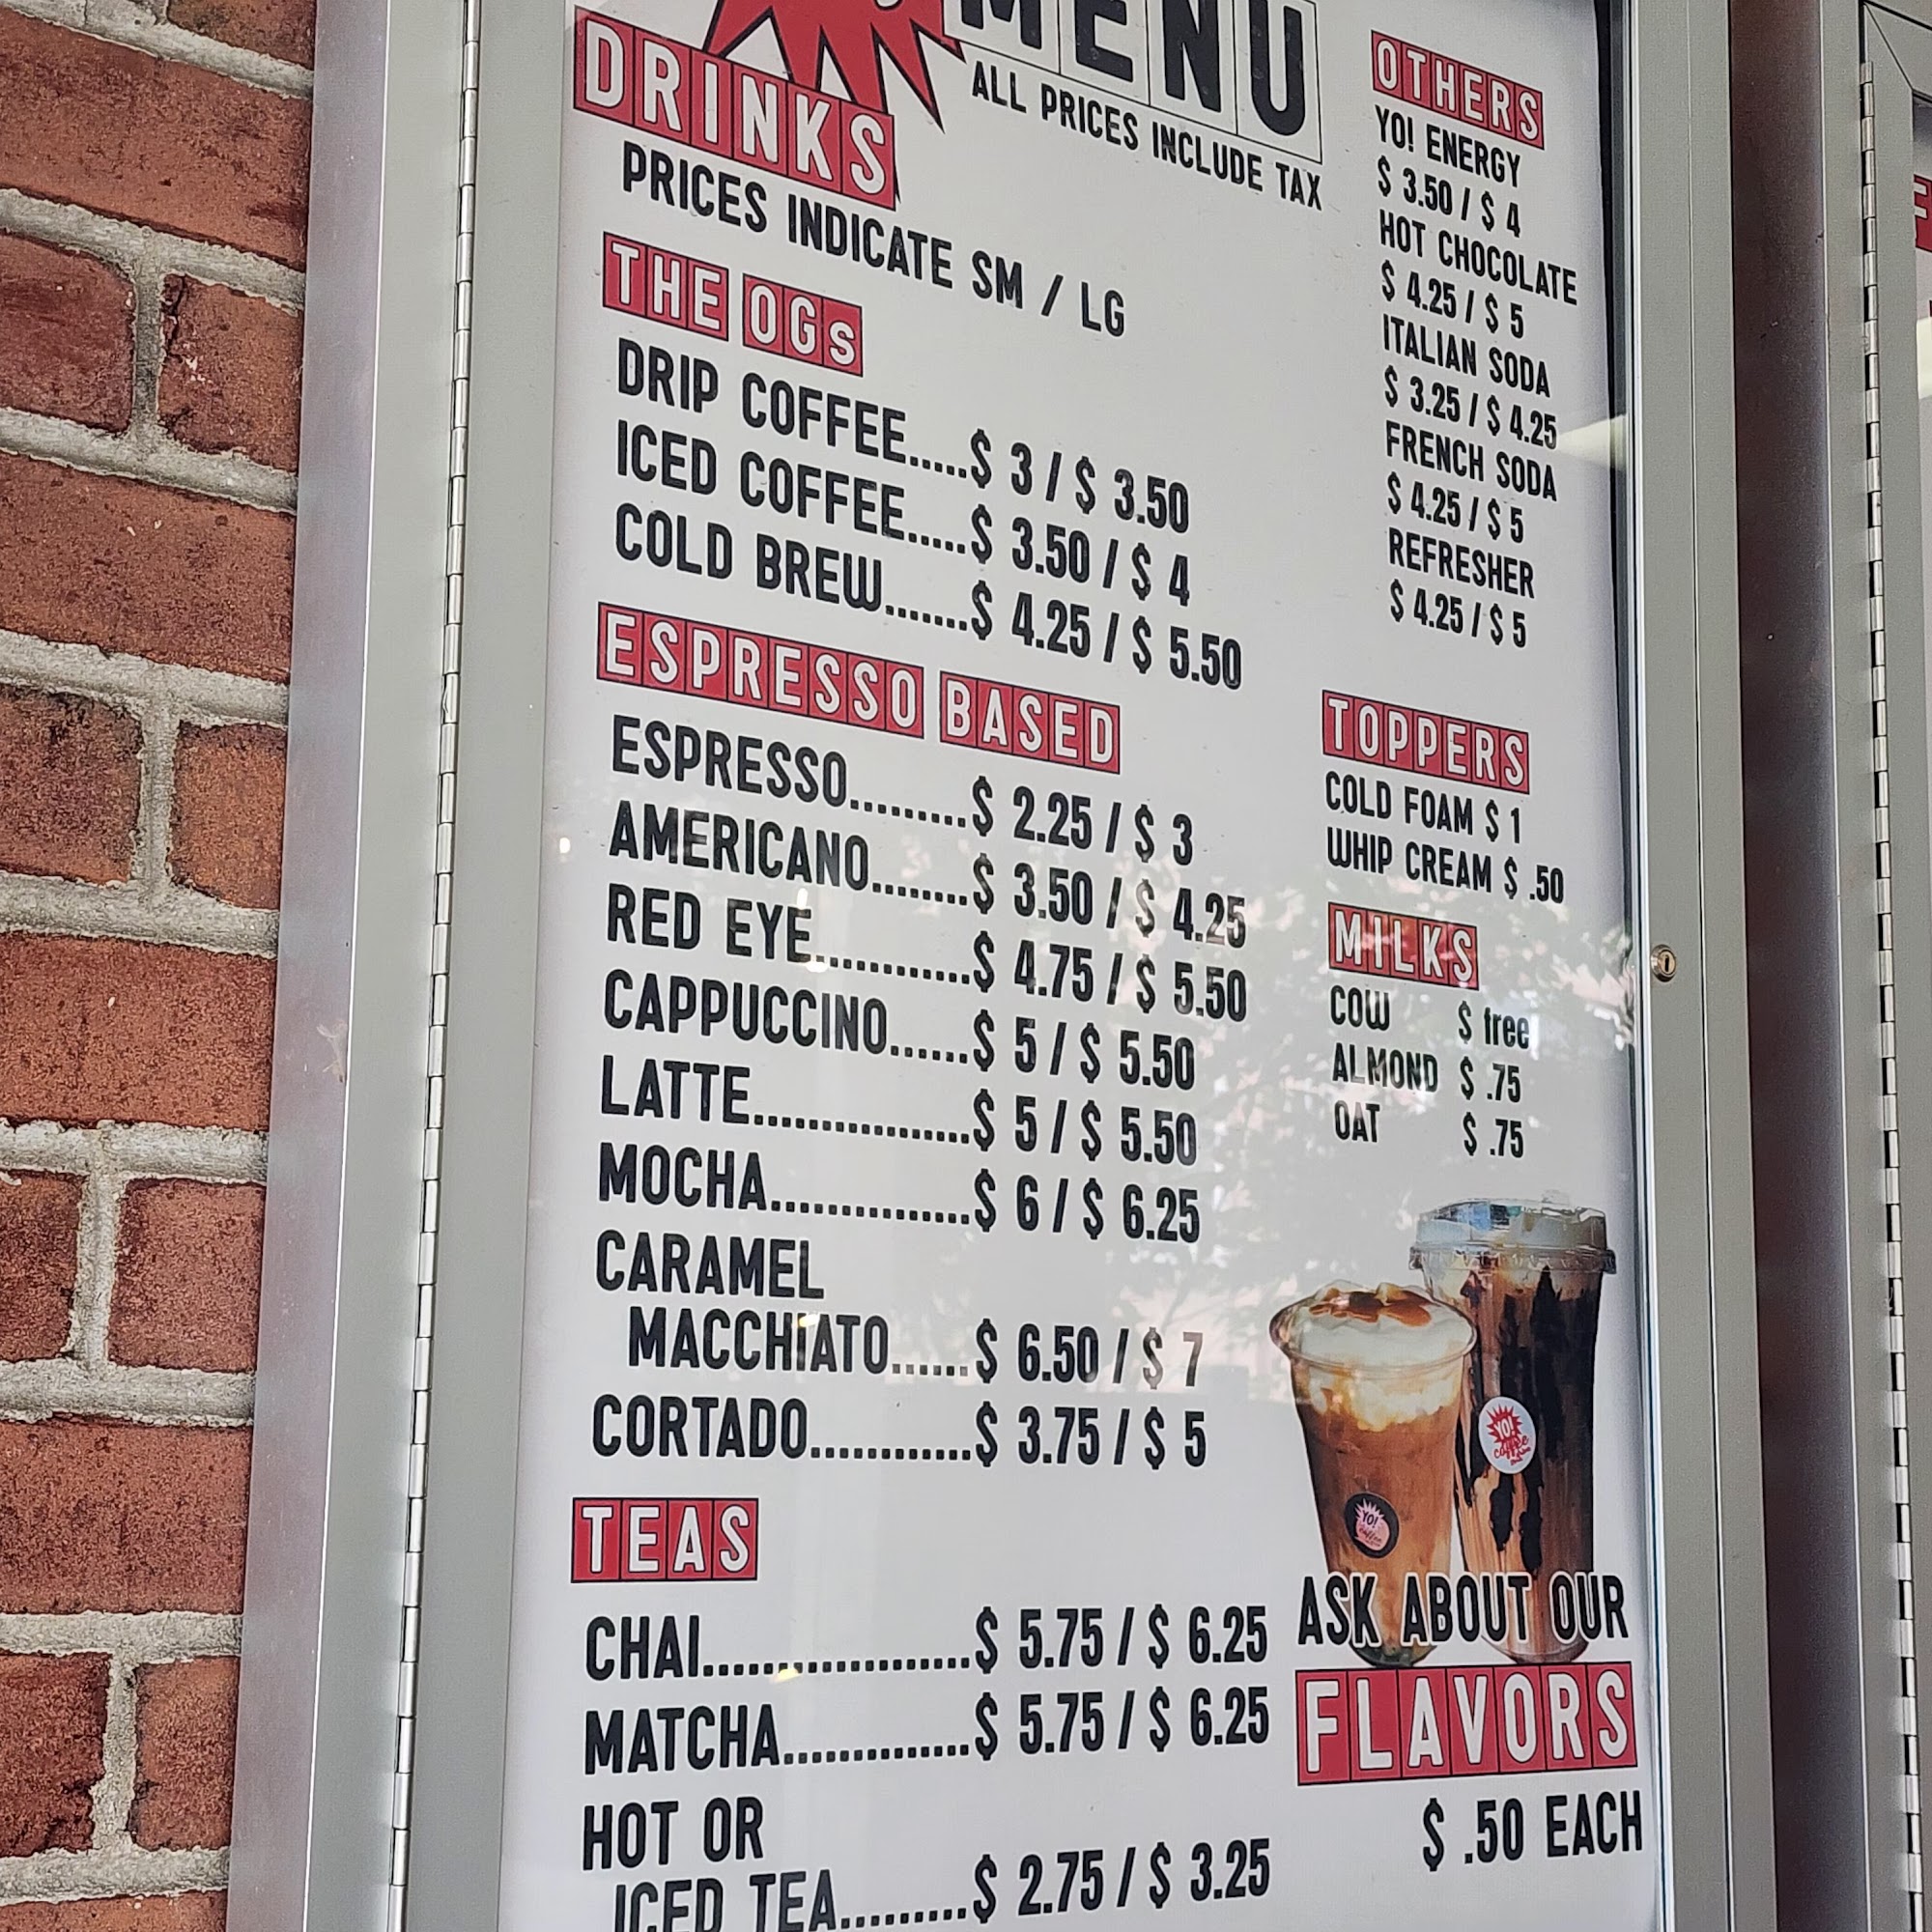 MENU
ALL PRICES INCLUDE TAX
DRINKS
PRICES INDICATE SM / LG
THE OGs
DRIP COFFEE.....$ 3 / $ 3.50
ICED COFFEE.....$ 3.50 / $ 4
COLD BREW.......$ 4.25 / $ 5.50
ESPRESSO BASED
ESPRESSO.........$ 2.25 / $ 3
AMERICANO........$ 3.50 / $ 4.25
RED EYE............$ 4.75 / $ 5.50
CAPPUCCINO......$ 5 / $ 5.50
LATTE.................$ 5 / $ 5.50
MOCHA................$ 6 / $ 6.25
CARAMEL
MACCHIATO......$ 6.50 / $ 7
CORTADO.............$ 3.75 / $ 5
TEAS
CHAI....................$ 5.75 / $ 6.25
MATCHA..............$ 5.75 / $ 6.25
HOT OR
ICED TEA.........$ 2.75 / $ 3.25
OTHERS
YO! ENERGY
$ 3.50 / $ 4
HOT CHOCOLATE
$ 4.25 / $ 5
ITALIAN SODA
$ 3.25 / $ 4.25
FRENCH SODA
$ 4.25 / $ 5
REFRESHER
$ 4.25 / $ 5
TOPPERS
COLD FOAM $ 1
WHIP CREAM $ .50
MILKS
COW $ free
ALMOND $ .75
OAT $ .75
YO!
coffee
YO!
coffee
ASK ABOUT OUR
FLAVORS
$ .50 EACH